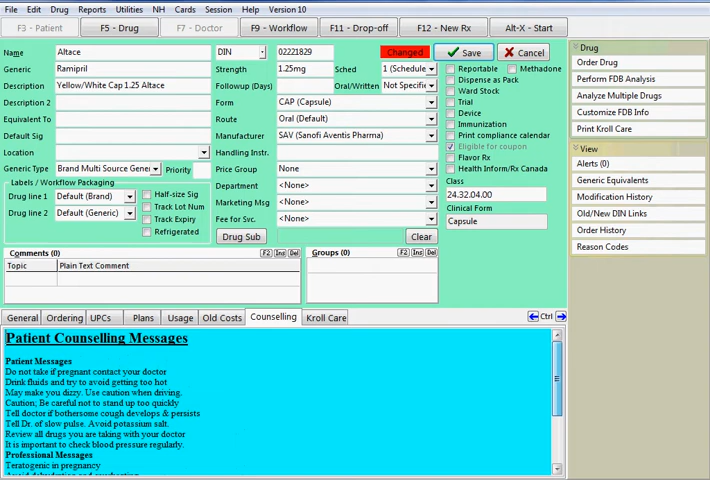 File Edit Drug Reports Utilities NH Cards Session Help Version 10
F3 - Patient F5 - Drug F7 - Doctor F9 - Workflow F11 - Drop-off F12 - New Rx Alt-X - Start
Name Altace DIN 02221829 Changed Save Cancel
Generic Ramipril Strength 1.25mg Sched 1 (Schedule
Description Yellow/White Cap 1.25 Altace Followup (Days) Oral/Written Not Specifi
Description 2 Form CAP (Capsule)
Equivalent To Route Oral (Default)
Default Sig Manufacturer SAV (Sanofi Aventis Pharma)
Location Handling Instr.
Generic Type Brand Multi Source Gene Priority Price Group None
Labels / Workflow Packaging Department <None>
Drug line 1 Default (Brand) Half-size Sig Marketing Msg <None>
Drug line 2 Default (Generic) Track Lot Num Fee for Svc. <None>
Track Expiry
Refrigerated Drug Sub Clear
Reportable Methadone
Dispense as Pack
Ward Stock
Trial
Device
Immunization
Print compliance calendar
Eligible for coupon
Flavor Rx
Health Inform/Rx Canada
Class
24.32.04.00
Clinical Form
Capsule
Comments (0) F2 Ins Del Groups (0) F2 Ins Del
Topic Plain Text Comment
General Ordering UPCs Plans Usage Old Costs Counselling Kroll Care Ctrl
Patient Counselling Messages
Patient Messages
Do not take if pregnant contact your doctor
Drink fluids and try to avoid getting too hot
May make you dizzy. Use caution when driving.
Caution; Be careful not to stand up too quickly
Tell doctor if bothersome cough develops & persists
Tell Dr. of slow pulse. Avoid potassium salt.
Review all drugs you are taking with your doctor
It is important to check blood pressure regularly.
Professional Messages
Teratogenic in pregnancy
Drug
Order Drug
Perform FDB Analysis
Analyze Multiple Drugs
Customize FDB Info
Print Kroll Care
View
Alerts (0)
Generic Equivalents
Modification History
Old/New DIN Links
Order History
Reason Codes